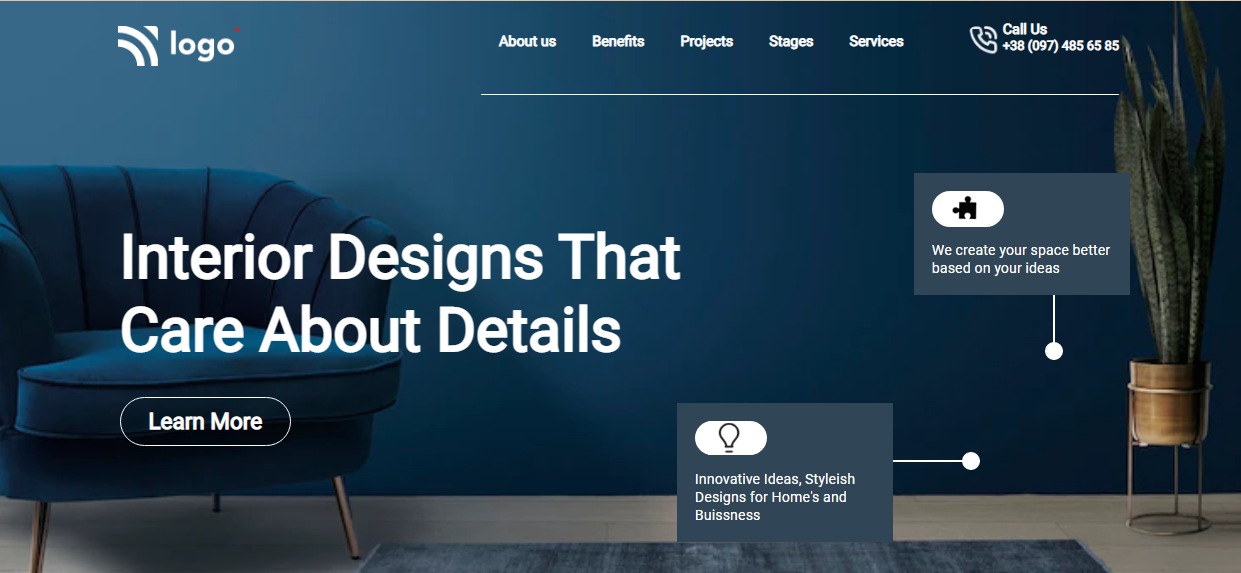 logo
About us
Benefits
Projects
Stages
Services
Call Us
+38 (097) 485 65 85
We create your space better
based on your ideas
Interior Designs That
Care About Details
Learn More
Innovative Ideas, Styleish
Designs for Home's and
Buissness